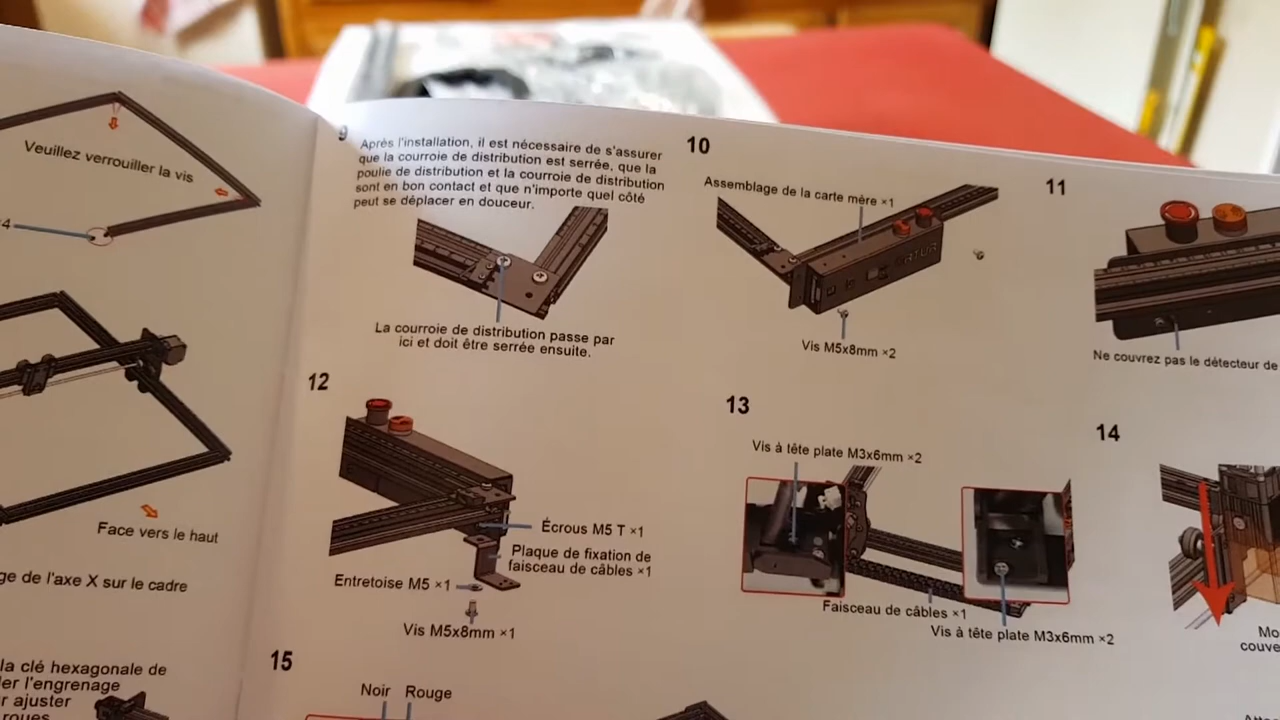 Veuillez verrouiller la vis
Face vers le haut
ge de l'axe X sur le cadre
la clé hexagonale de
ler l'engrenage
r ajuster
roues
9
Après l'installation, il est nécessaire de s'assurer
que la courroie de distribution est serrée, que la
poulie de distribution et la courroie de distribution
sont en bon contact et que n'importe quel côté
peut se déplacer en douceur.
La courroie de distribution passe par
ici et doit être serrée ensuite.
10
Assemblage de la carte mère ×1
Vis M5x8mm ×2
11
Ne couvrez pas le détecteur de
12
Écrous M5 T ×1
Plaque de fixation de
faisceau de câbles ×1
Entretoise M5 ×1
Vis M5x8mm ×1
13
Vis à tête plate M3x6mm ×2
Faisceau de câbles ×1
Vis à tête plate M3x6mm ×2
14
Mo
couve
15
Noir Rouge